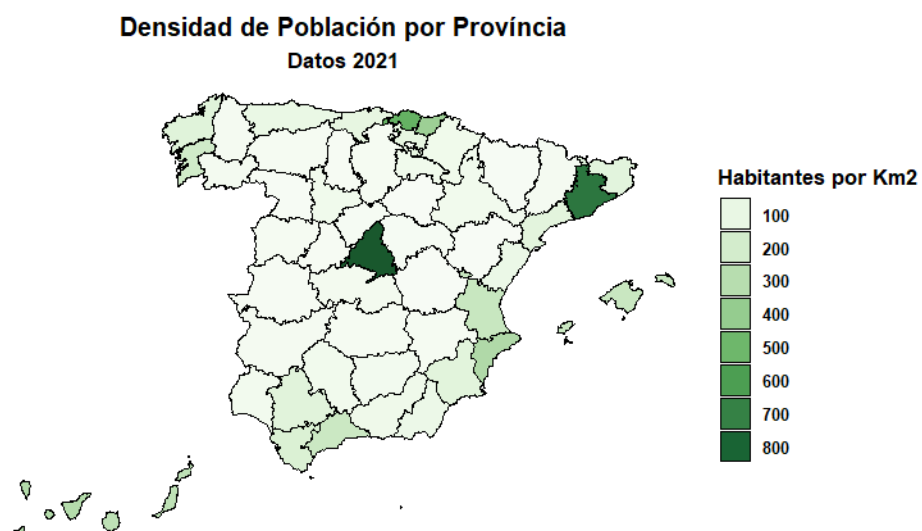 Densidad de Población por Província
Datos 2021
Habitantes por Km2
100
200
300
400
500
600
700
800